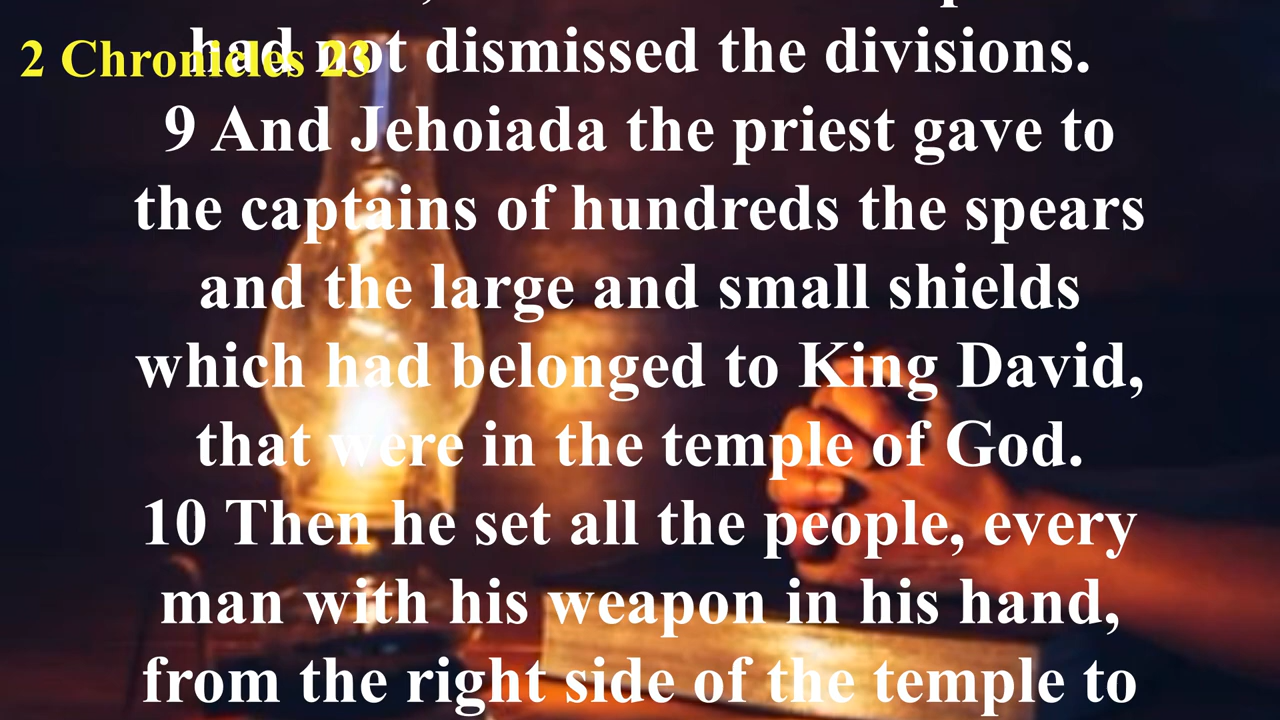 2 Chronicles 23
had not dismissed the divisions.
9 And Jehoiada the priest gave to
the captains of hundreds the spears
and the large and small shields
which had belonged to King David,
that were in the temple of God.
10 Then he set all the people, every
man with his weapon in his hand,
from the right side of the temple to